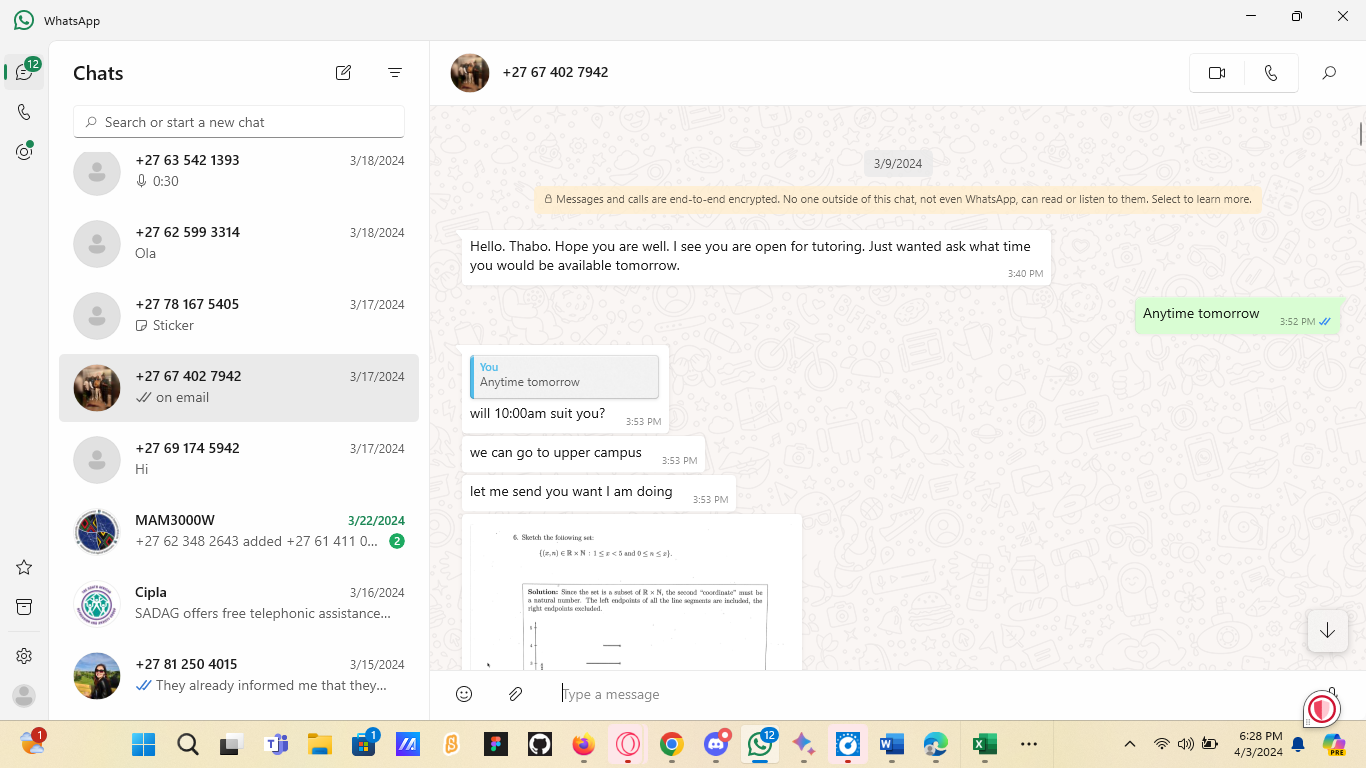 WhatsApp
12
Chats
Search or start a new chat
+27 63 542 1393
3/18/2024
0:30
+27 62 599 3314
3/18/2024
Ola
+27 78 167 5405
3/17/2024
Sticker
+27 67 402 7942
3/17/2024
on email
+27 69 174 5942
3/17/2024
Hi
MAM3000W
3/22/2024
+27 62 348 2643 added +27 61 411 0...
2
Cipla
3/16/2024
SADAG offers free telephonic assistance...
+27 81 250 4015
3/15/2024
They already informed me that they...
+27 67 402 7942
3/9/2024
Messages and calls are end-to-end encrypted. No one outside of this chat, not even WhatsApp, can read or listen to them. Select to learn more.
Hello. Thabo. Hope you are well. I see you are open for tutoring. Just wanted ask what time
you would be available tomorrow.
3:40 PM
Anytime tomorrow
3:52 PM
You
Anytime tomorrow
will 10:00am suit you?
3:53 PM
we can go to upper campus
3:53 PM
let me send you want I am doing
3:53 PM
6. Sketch the following set:
{(x, n) ∈ ℝ × ℕ : 1 ≤ x < 5 and 0 ≤ n ≤ x}.
Solution: Since the set is a subset of ℝ × ℕ, the second "coordinate" must be
a natural number. The left endpoints of all the line segments are included, the
right endpoints excluded.
5
4
3
Type a message
1
1
12
6:28 PM
4/3/2024
PRE